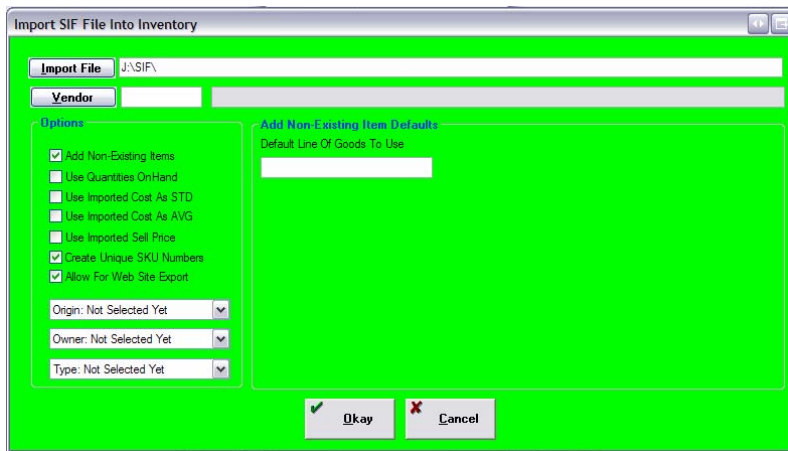 Import SIF File Into Inventory
Import File J:\SIF\
Vendor
Options
Add Non-Existing Items
Use Quantities OnHand
Use Imported Cost As STD
Use Imported Cost As AVG
Use Imported Sell Price
Create Unique SKU Numbers
Allow For Web Site Export
Origin: Not Selected Yet
Owner: Not Selected Yet
Type: Not Selected Yet
Add Non-Existing Item Defaults
Default Line Of Goods To Use
Okay
Cancel